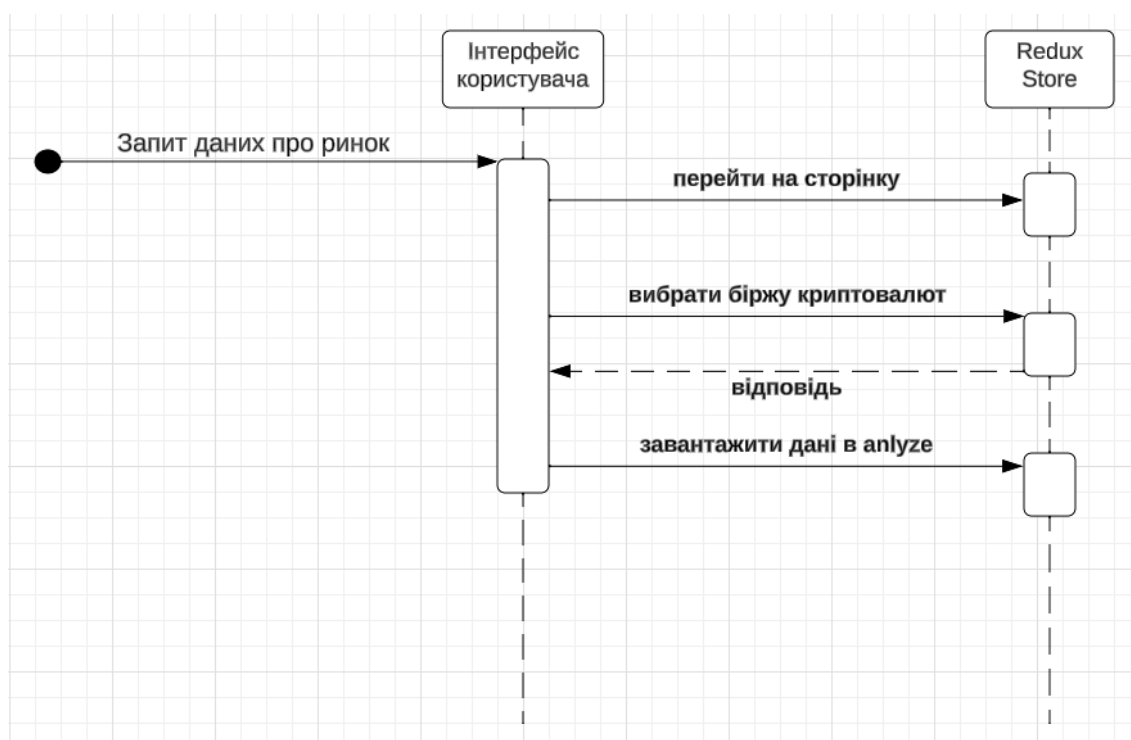 Інтерфейс
користувача
Redux
Store
Запит даних про ринок
перейти на сторінку
вибрати біржу криптовалют
відповідь
завантажити дані в anlyze